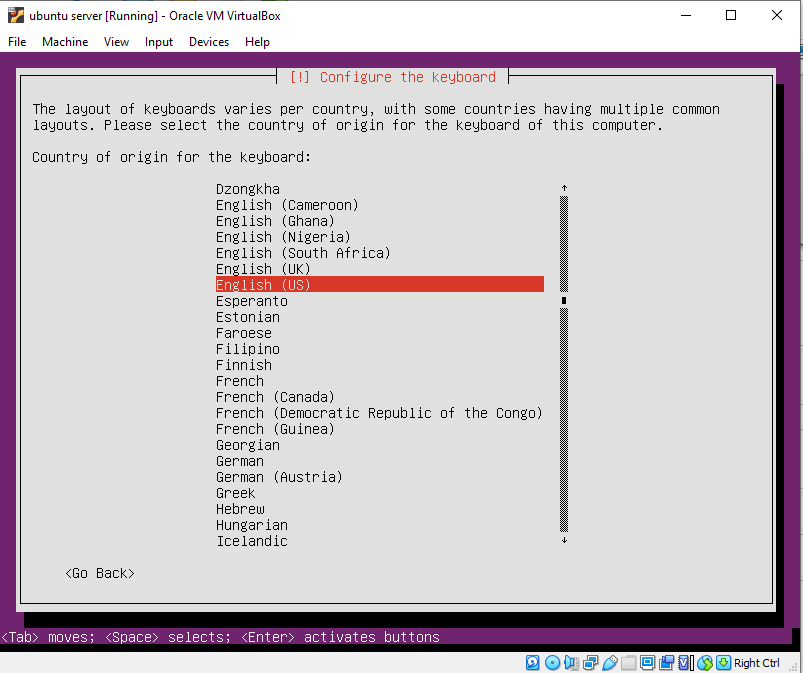 ubuntu server [Running] - Oracle VM VirtualBox
File Machine View Input Devices Help
[!] Configure the keyboard
The layout of keyboards varies per country, with some countries having multiple common
layouts. Please select the country of origin for the keyboard of this computer.
Country of origin for the keyboard:
Dzongkha
English (Cameroon)
English (Ghana)
English (Nigeria)
English (South Africa)
English (UK)
English (US)
Esperanto
Estonian
Faroese
Filipino
Finnish
French
French (Canada)
French (Democratic Republic of the Congo)
French (Guinea)
Georgian
German
German (Austria)
Greek
Hebrew
Hungarian
Icelandic
<Go Back>
<Tab> moves; <Space> selects; <Enter> activates buttons
Right Ctrl